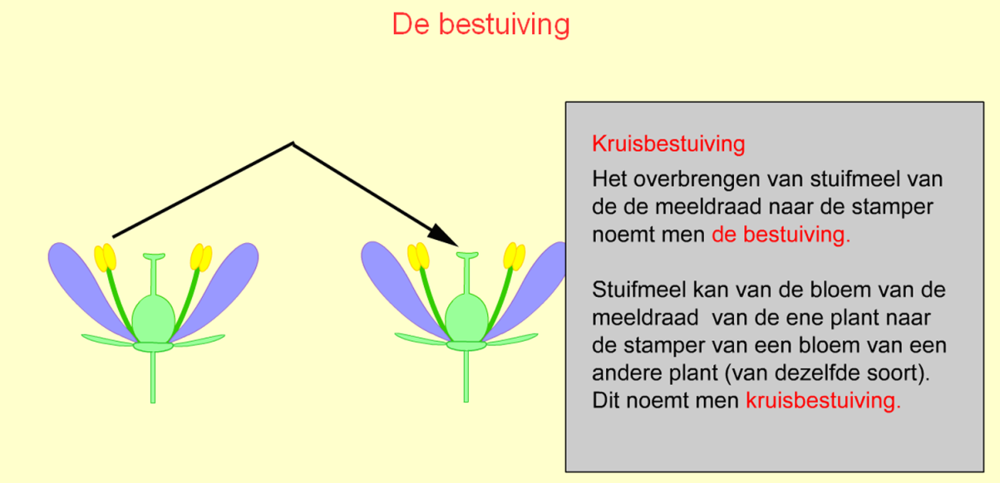 De bestuiving
Kruisbestuiving
Het overbrengen van stuifmeel van
de de meeldraad naar de stamper
noemt men de bestuiving.
Stuifmeel kan van de bloem van de
meeldraad van de ene plant naar
de stamper van een bloem van een
andere plant (van dezelfde soort).
Dit noemt men kruisbestuiving.